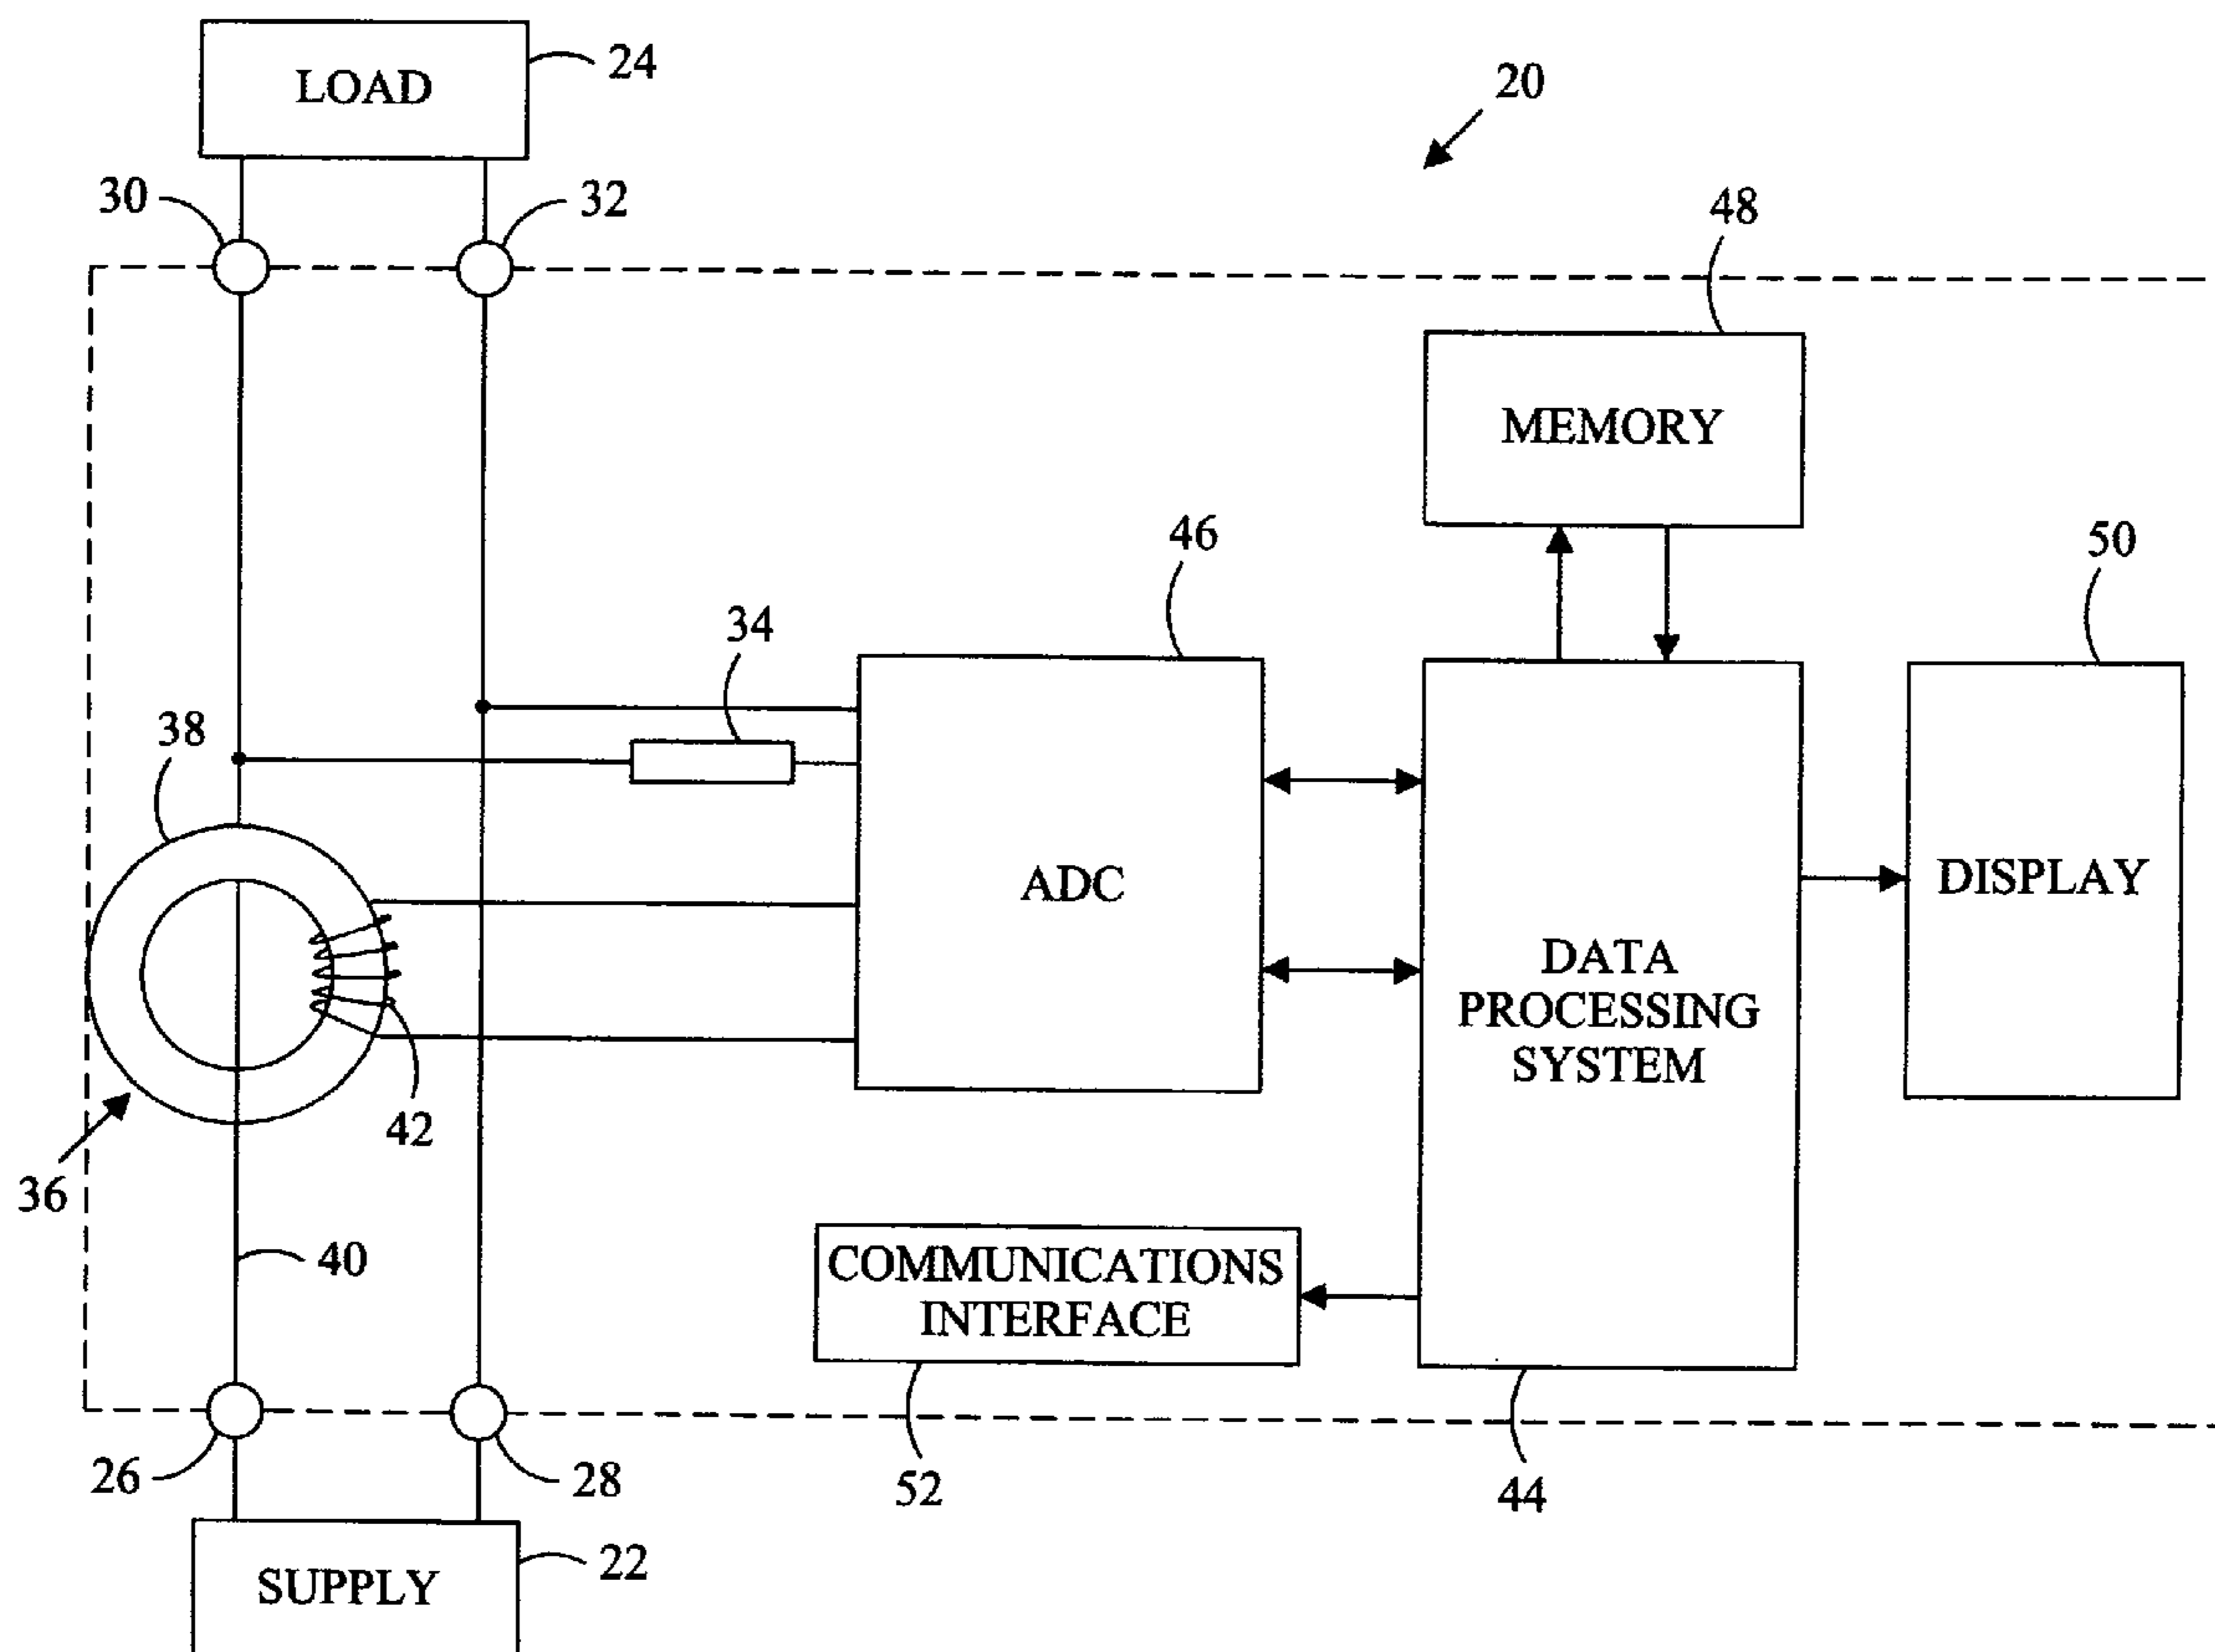 LOAD
24
20
30
32
48
MEMORY
46
50
34
38
ADC
DISPLAY
DATA
PROCESSING
SYSTEM
42
36
40
COMMUNICATIONS
INTERFACE
26
28
52
44
SUPPLY
22